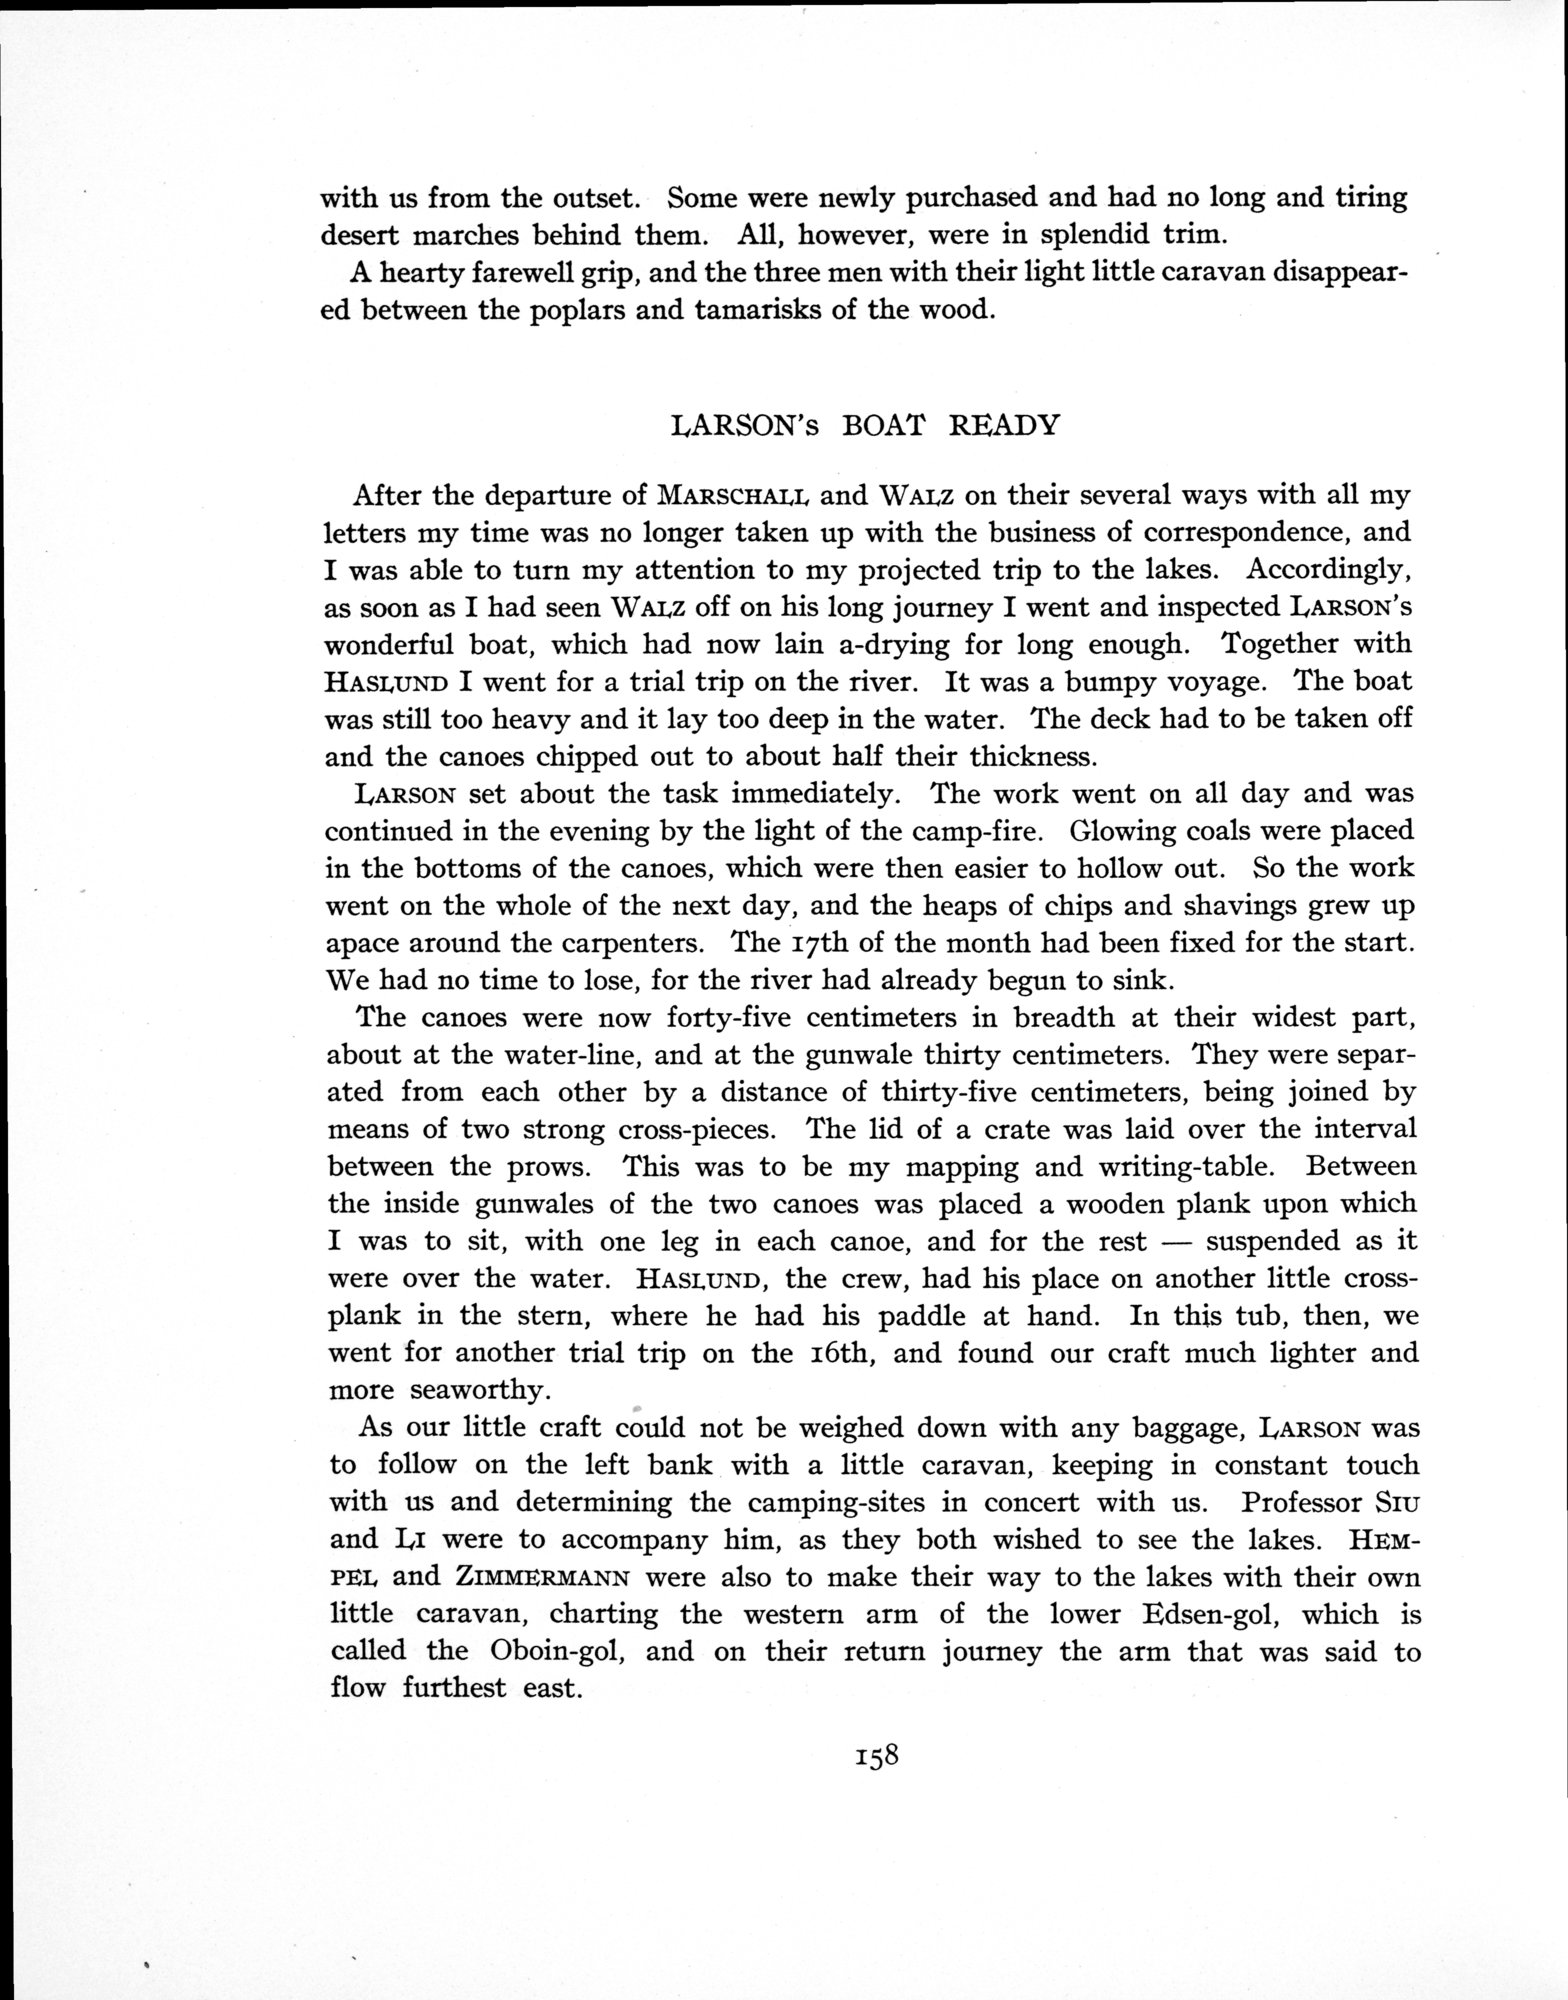 with us from the outset. Some were newly purchased and had no long and tiring
desert marches behind them. All, however, were in splendid trim.
A hearty farewell grip, and the three men with their light little caravan disappear-
ed between the poplars and tamarisks of the wood.
LARSON's BOAT READY
After the departure of MARSCHALL and WALZ on their several ways with all my
letters my time was no longer taken up with the business of correspondence, and
I was able to turn my attention to my projected trip to the lakes. Accordingly,
as soon as I had seen WALZ off on his long journey I went and inspected LARSON's
wonderful boat, which had now lain a-drying for long enough. Together with
HASLUND I went for a trial trip on the river. It was a bumpy voyage. The boat
was still too heavy and it lay too deep in the water. The deck had to be taken off
and the canoes chipped out to about half their thickness.
LARSON set about the task immediately. The work went on all day and was
continued in the evening by the light of the camp-fire. Glowing coals were placed
in the bottoms of the canoes, which were then easier to hollow out. So the work
went on the whole of the next day, and the heaps of chips and shavings grew up
apace around the carpenters. The 17th of the month had been fixed for the start.
We had no time to lose, for the river had already begun to sink.
The canoes were now forty-five centimeters in breadth at their widest part,
about at the water-line, and at the gunwale thirty centimeters. They were separ-
ated from each other by a distance of thirty-five centimeters, being joined by
means of two strong cross-pieces. The lid of a crate was laid over the interval
between the prows. This was to be my mapping and writing-table. Between
the inside gunwales of the two canoes was placed a wooden plank upon which
I was to sit, with one leg in each canoe, and for the rest — suspended as it
were over the water. HASLUND, the crew, had his place on another little cross-
plank in the stern, where he had his paddle at hand. In this tub, then, we
went for another trial trip on the 16th, and found our craft much lighter and
more seaworthy.
As our little craft could not be weighed down with any baggage, LARSON was
to follow on the left bank with a little caravan, keeping in constant touch
with us and determining the camping-sites in concert with us. Professor SIU
and LI were to accompany him, as they both wished to see the lakes. HEM-
PEL and ZIMMERMANN were also to make their way to the lakes with their own
little caravan, charting the western arm of the lower Edsen-gol, which is
called the Oboin-gol, and on their return journey the arm that was said to
flow furthest east.
158